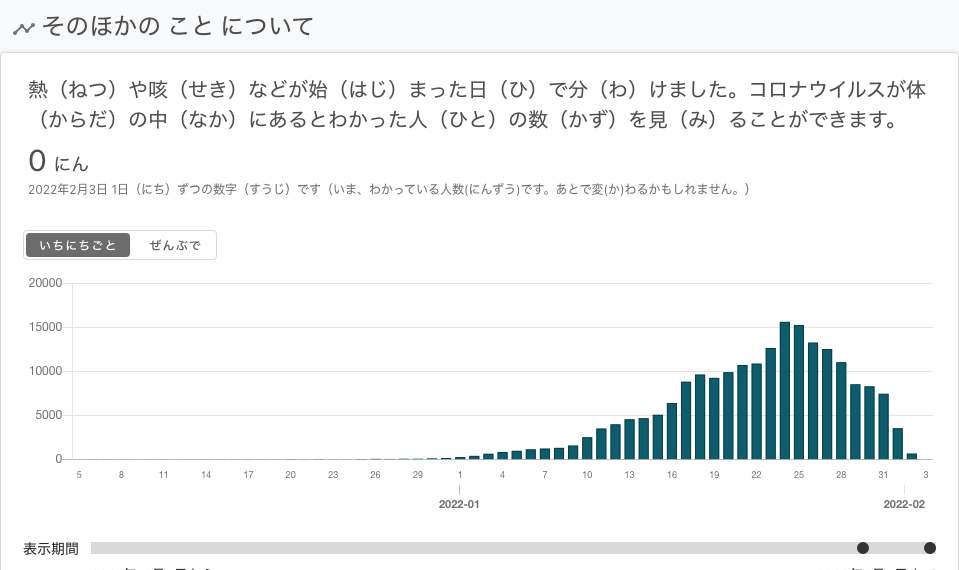 そのほかの こと について
熱（ねつ）や咳（せき）などが始（はじ）まった日（ひ）で分（わ）けました。コロナウイルスが体
（からだ）の中（なか）にあるとわかった人（ひと）の数（かず）を見（み）ることができます。
0 にん
2022年2月3日 1日（にち）ずつの数字（すうじ）です（いま、わかっている人数(にんずう)です。あとで変(か)わるかもしれません。）
いちにちごと ぜんぶで
20000
15000
10000
5000
0
5 8 11 14 17 20 23 26 29 1 4 7 10 13 16 19 22 25 28 31 3
2022-01 2022-02
表示期間